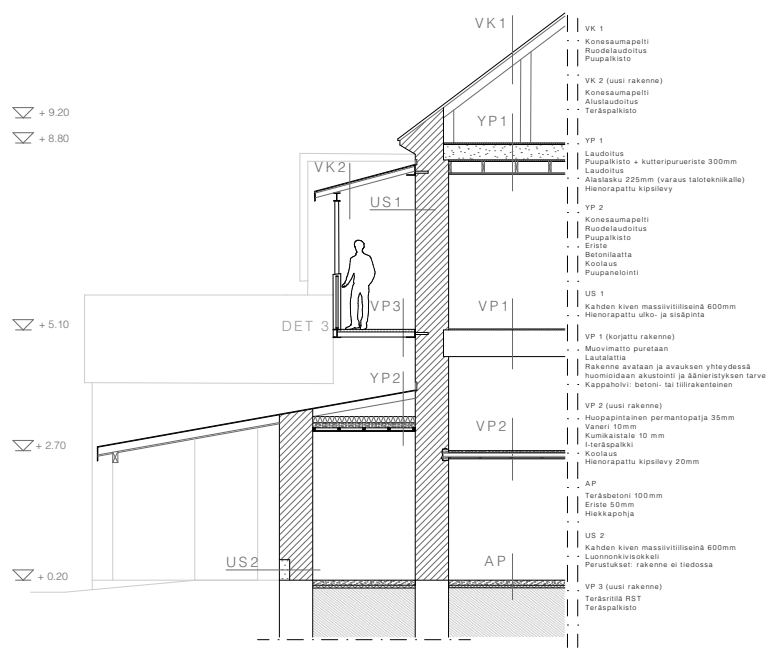 VK1
+ 9.20
+ 8.80
YP1
VK2
US1
VP3
VP1
DET 3
+ 5.10
YP2
VP2
+ 2.70
US2
AP
+ 0.20
VK 1
Konesaumapelti
Ruodelaudoitus
Puupalkisto
VK 2 (uusi rakenne)
Konesaumapelti
Aluslaudoitus
Teräspalkisto
YP 1
Laudoitus
Puupalkisto + kutteripurueriste 300mm
Laudoitus
Alaslasku 225mm (varaus talotekniikalle)
Hienorapattu kipsilevy
YP 2
Konesaumapelti
Ruodelaudoitus
Puupalkisto
Eriste
Betonilaatta
Koolaus
Puupanelointi
US 1
Kahden kiven massiivitiiliseinä 600mm
Hienorapattu ulko- ja sisäpinta
VP 1 (korjattu rakenne)
Muovimatto puretaan
Lautalattia
Rakenne avataan ja avauksen yhteydessä
huomioidaan akustointi ja äänieristyksen tarve
Kappaholvi: betoni- tai tiilirakenteinen
VP 2 (uusi rakenne)
Huopapintainen permantopatja 35mm
Vaneri 10mm
Kumikaistale 10 mm
I-teräspalkki
Koolaus
Hienorapattu kipsilevy 20mm
AP
Teräsbetoni 100mm
Eriste 50mm
Hiekkapohja
US 2
Kahden kiven massiivitiiliseinä 600mm
Luonnonkivisokkeli
Perustukset: rakenne ei tiedossa
VP 3 (uusi rakenne)
Teräsritilä RST
Teräspalkisto